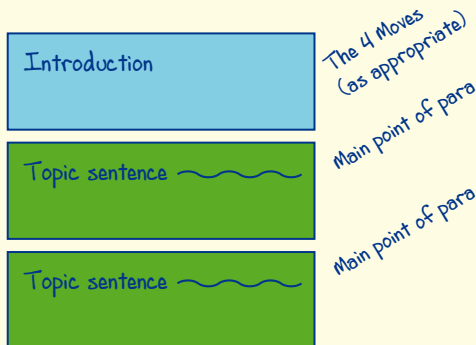 Introduction
The 4 Moves
(as appropriate)
Topic sentence
Main point of para
Topic sentence
Main point of para